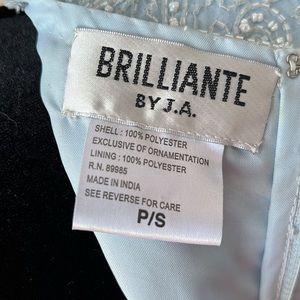 BRILLIANTE
BY J.A.
SHELL : 100% POLYESTER
EXCLUSIVE OF ORNAMENTATION
LINING : 100% POLYESTER
R.N. 89985
MADE IN INDIA
SEE REVERSE FOR CARE
P/S